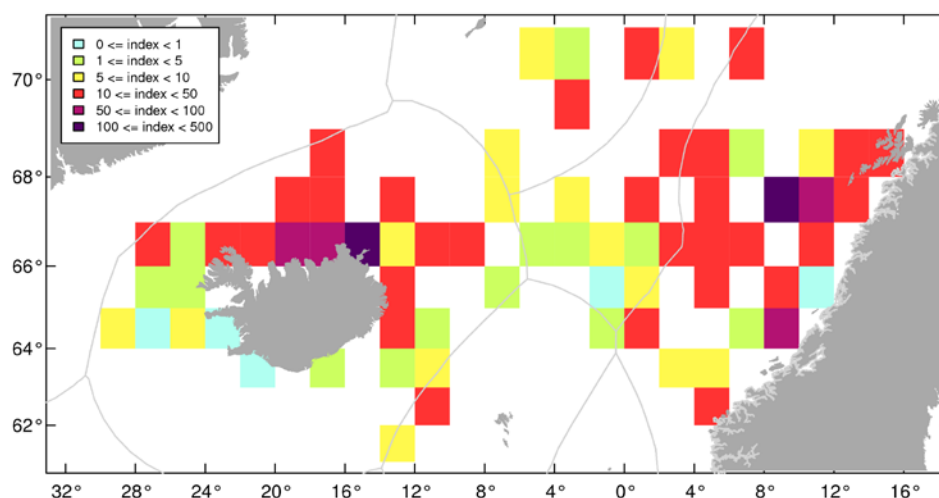 0 <= index < 1
1 <= index < 5
5 <= index < 10
10 <= index < 50
50 <= index < 100
100 <= index < 500
70°
68°
66°
64°
62°
32° 28° 24° 20° 16° 12° 8° 4° 0° 4° 8° 12° 16°